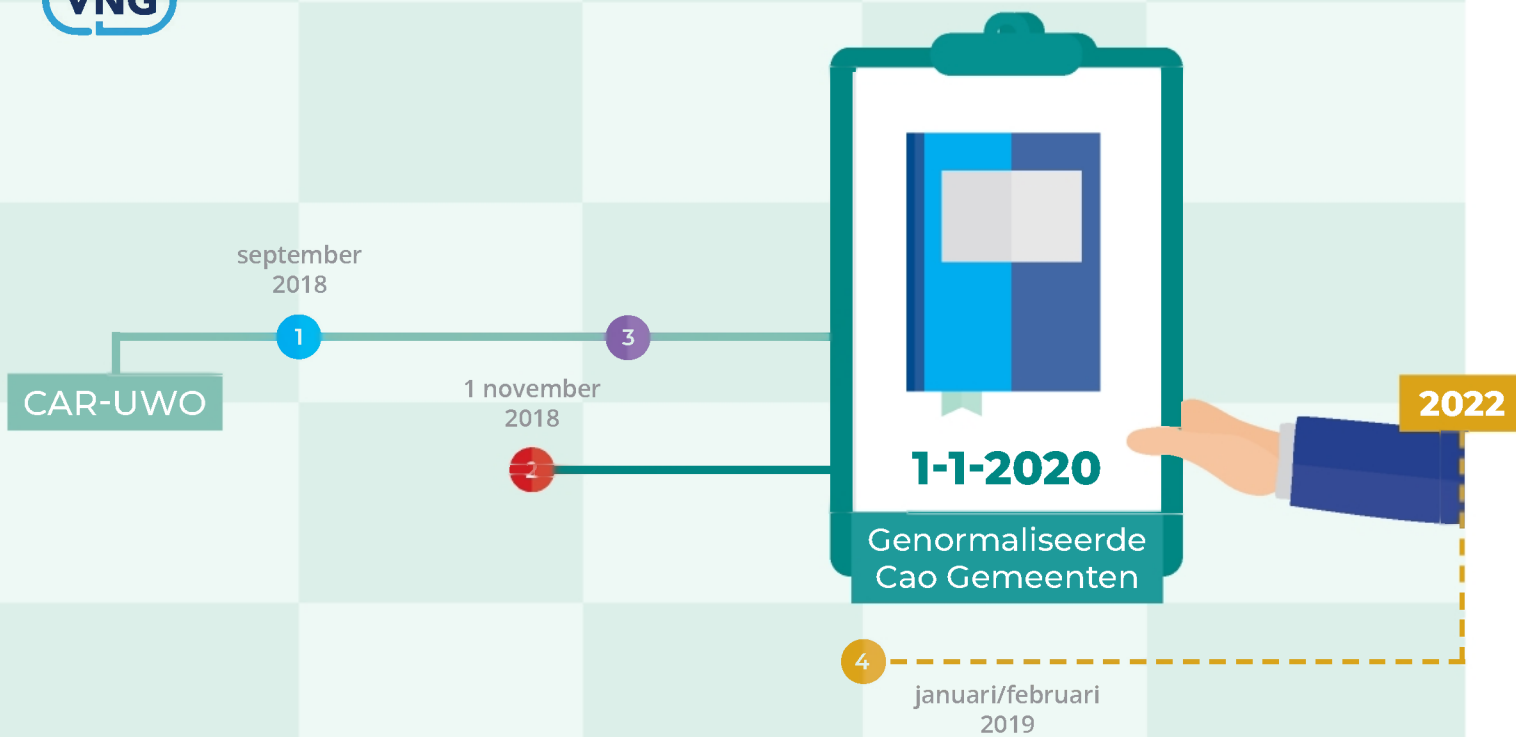 VNG
september
2018
1
3
CAR-UWO
1 november
2018
2
2022
1-1-2020
Genormaliseerde
Cao Gemeenten
4
januari/februari
2019